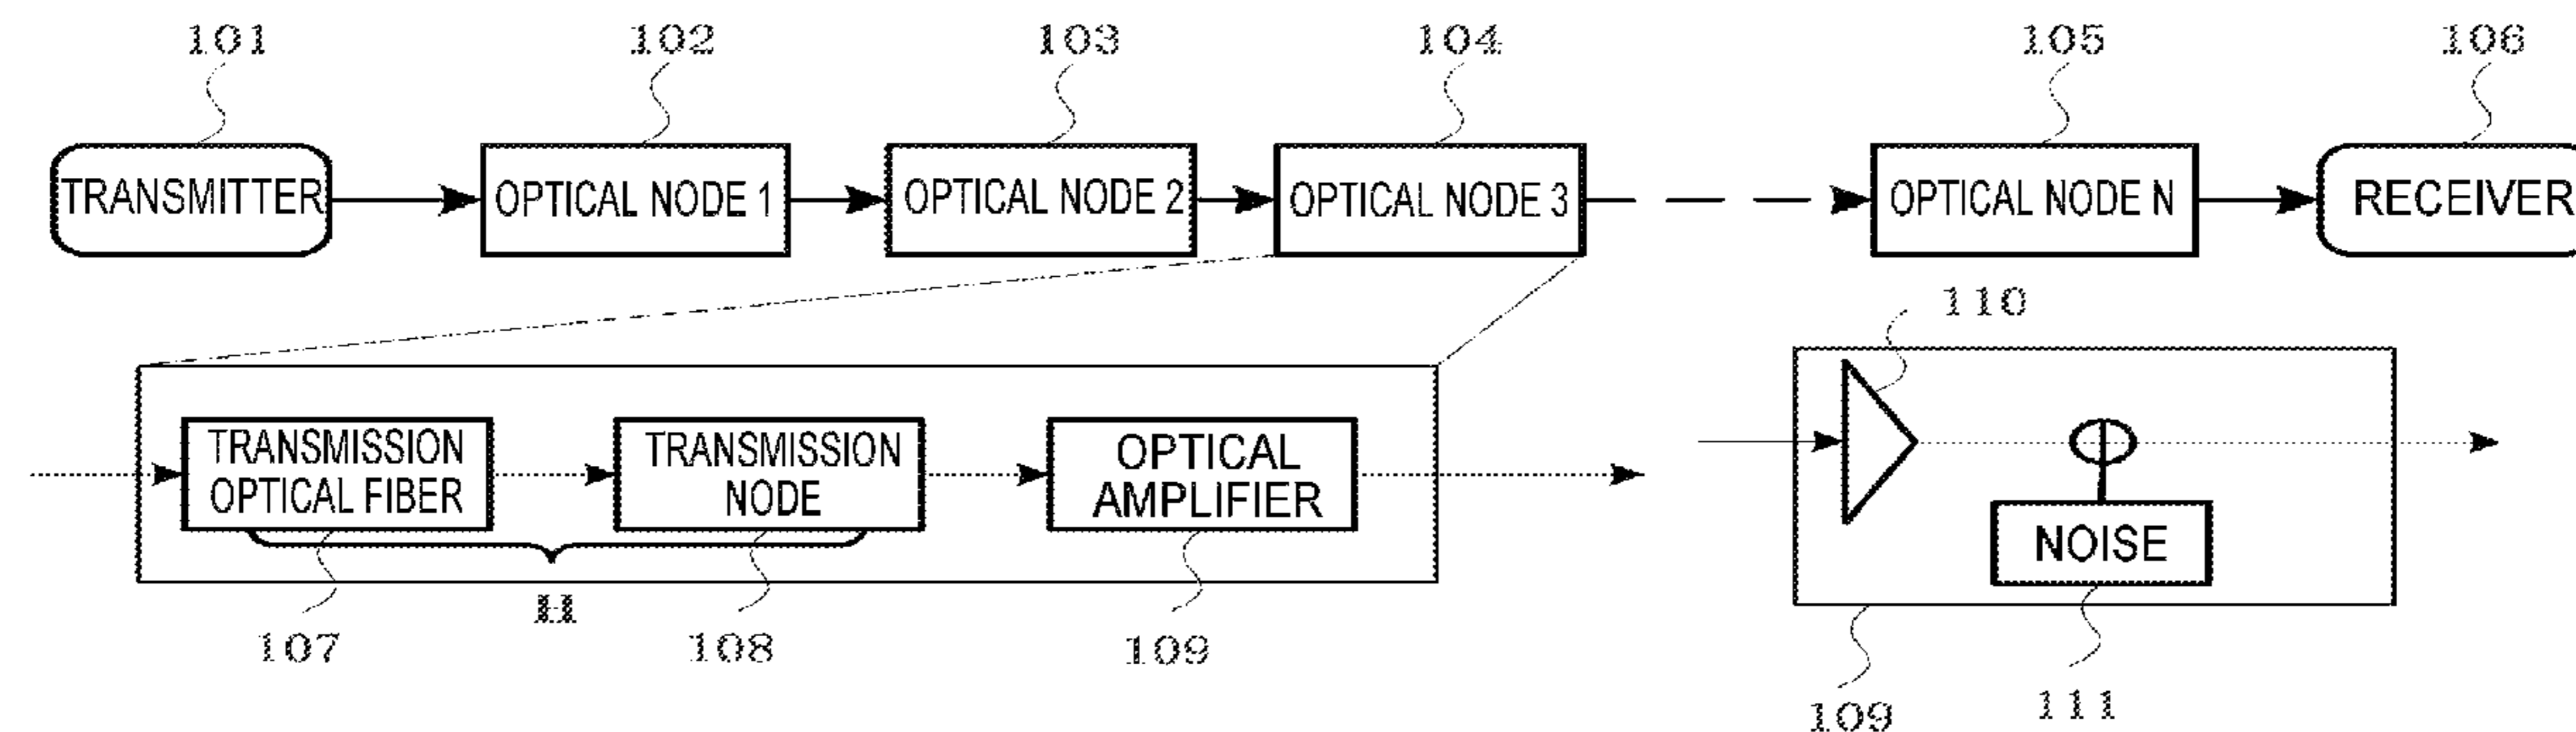 101 102 103 104 105 106
TRANSMITTER OPTICAL NODE 1 OPTICAL NODE 2 OPTICAL NODE 3 OPTICAL NODE N RECEIVER
110
TRANSMISSION
OPTICAL FIBER
TRANSMISSION
NODE
OPTICAL
AMPLIFIER
NOISE
H
107 108 109
109 111